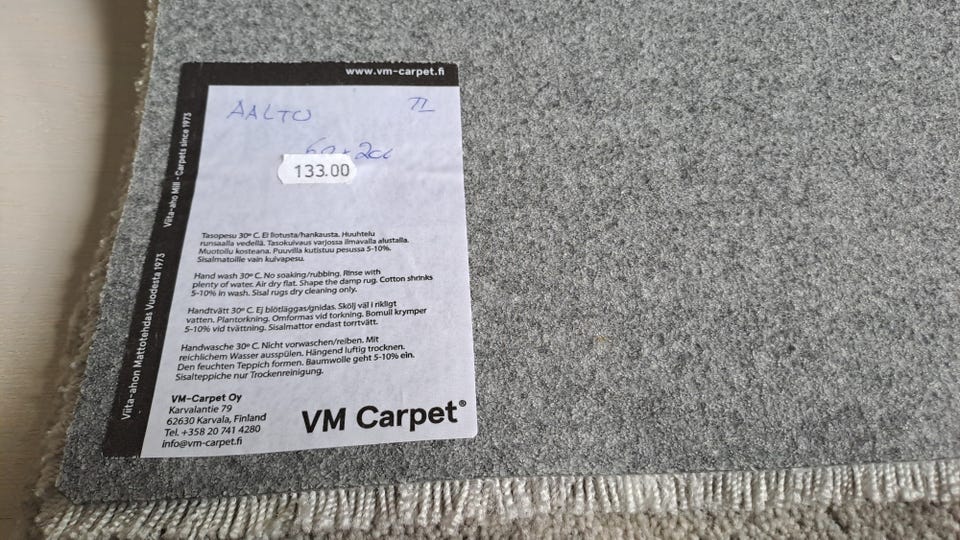 www.vm-carpet.fi
AALTO
133.00
Viita-aho Mill - Carpets since 1973
Viita-ahon Mattotehdas Vuodesta 1973
Tasopesu 30º C. Ei liotusta/hankausta. Huuhtelu
runsaalla vedellä. Tasokuivaus varjossa ilmavalla alustalla.
Muotoilu kosteana. Puuvilla kutistuu pesussa 5-10%.
Sisalmatoille vain kuivapesu.
Hand wash 30º C. No soaking/rubbing. Rinse with
plenty of water. Air dry flat. Shape the damp rug. Cotton shrinks
5-10% in wash. Sisal rugs dry cleaning only.
Handtvätt 30º C. Ej blötläggas/gnidas. Skölj väl i rikligt
vatten. Plantorkning. Omformas vid torkning. Bomull krymper
5-10% vid tvättning. Sisalmattor endast torrtvätt.
Handwasche 30º C. Nicht vorwaschen/reiben. Mit
reichlichem Wasser ausspülen. Hängend luftig trocknen.
Den feuchten Teppich formen. Baumwolle geht 5-10% ein.
Sisalteppiche nur Trockenreinigung.
VM-Carpet Oy
Karvalantie 79
62630 Karvala, Finland
Tel. +358 20 741 4280
info@vm-carpet.fi
VM Carpet®